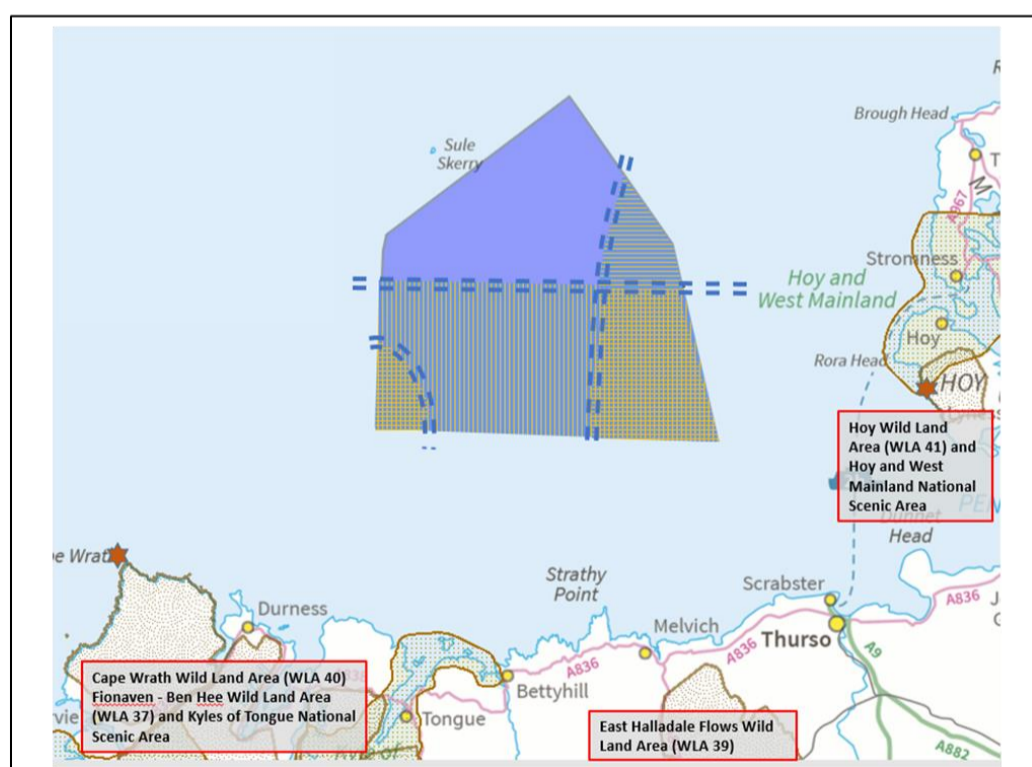 Brough Head
Sule
Skerry
A967
M
Stromness
Hoy and
West Mainland
Hoy
Rora Head
HOY
Hoy Wild Land
Area (WLA 41) and
Hoy and West
Mainland National
Scenic Area
Dunnet
Head
Strathy
Point
Scrabster
A836
Durness
Melvich
Thurso
A836
A9
A836
Cape Wrath Wild Land Area (WLA 40)
Fionaven - Ben Hee Wild Land Area
(WLA 37) and Kyles of Tongue National
Scenic Area
Bettyhill
Tongue
East Halladale Flows Wild
Land Area (WLA 39)
A882